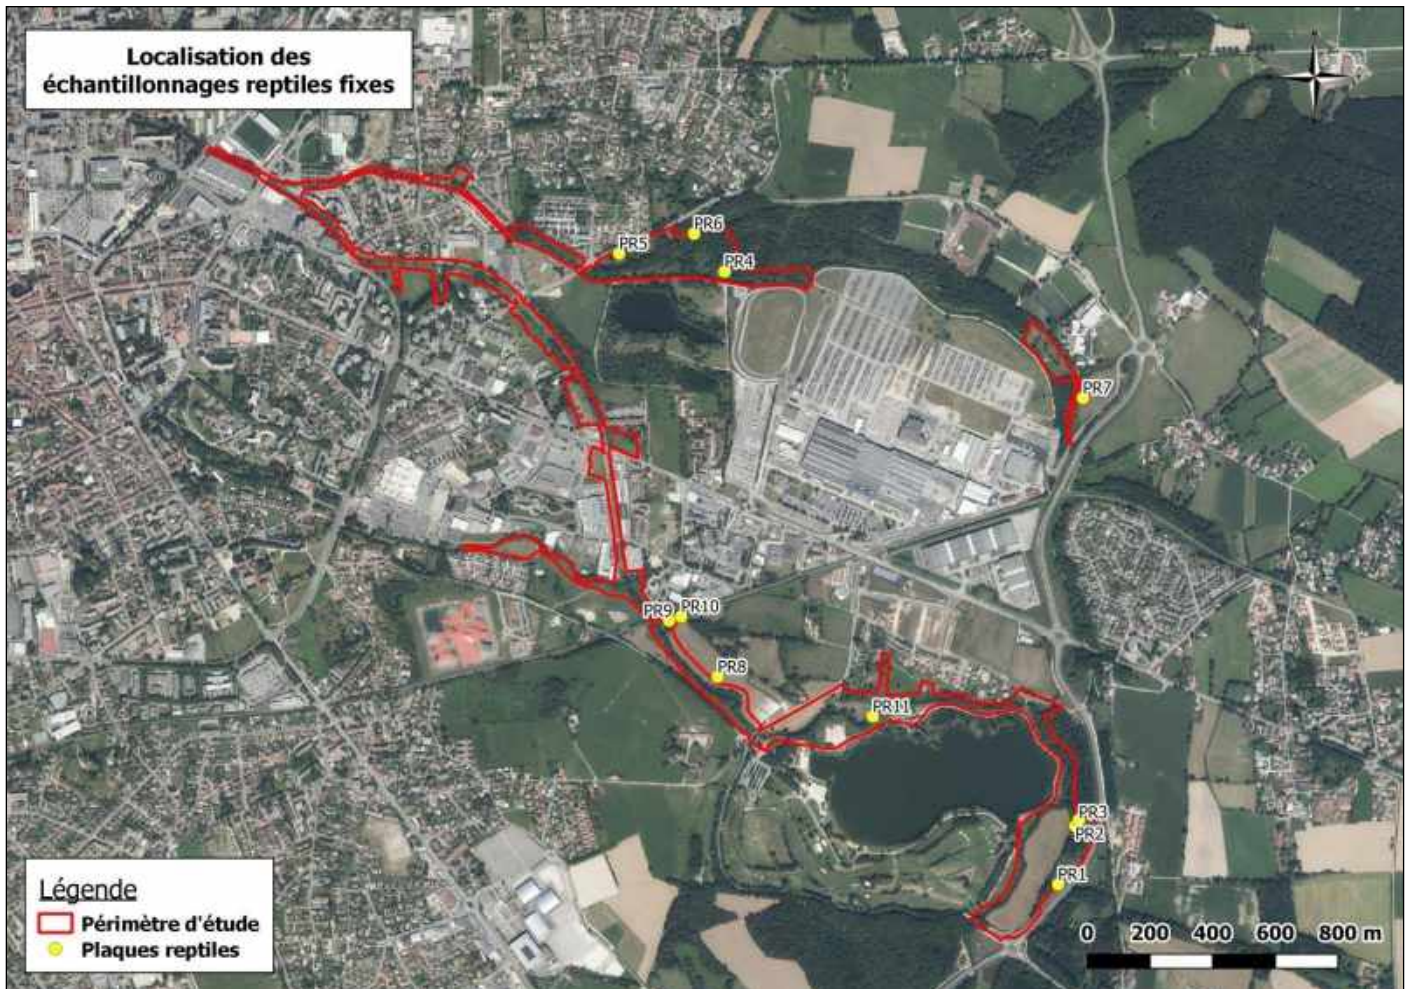 Localisation des
échantillonnages reptiles fixes
PR6
PR5
PR4
PR7
PR9 PR10
PR8
PR11
PR3
PR2
PR1
Légende
Périmètre d'étude
Plaques reptiles
0 200 400 600 800 m